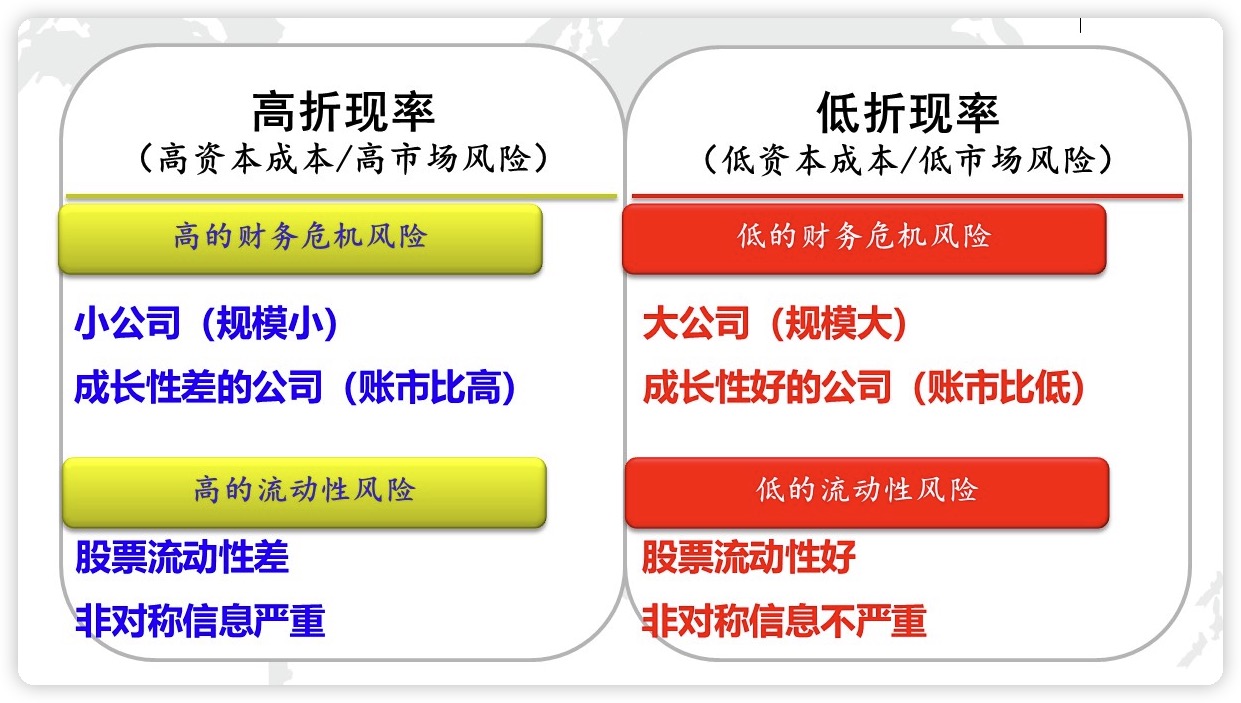 高折现率
（高资本成本/高市场风险）
高的财务危机风险
小公司（规模小）
成长性差的公司（账市比高）
高的流动性风险
股票流动性差
非对称信息严重
低折现率
（低资本成本/低市场风险）
低的财务危机风险
大公司（规模大）
成长性好的公司（账市比低）
低的流动性风险
股票流动性好
非对称信息不严重